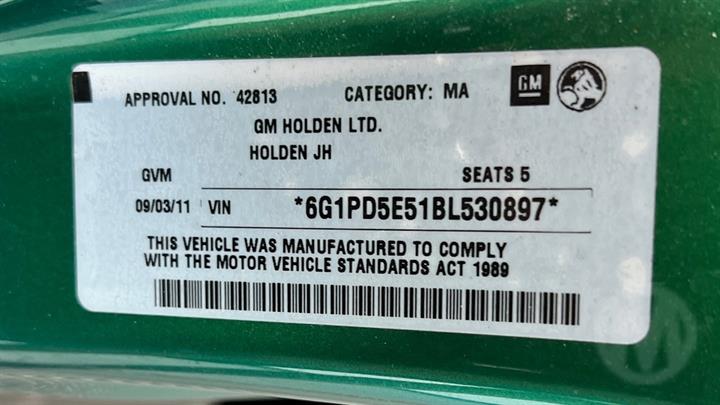 APPROVAL NO. 42813 CATEGORY: MA GM
GM HOLDEN LTD.
HOLDEN JH
GVM SEATS 5
09/03/11 VIN *6G1PD5E51BL530897*
THIS VEHICLE WAS MANUFACTURED TO COMPLY
WITH THE MOTOR VEHICLE STANDARDS ACT 1989
M